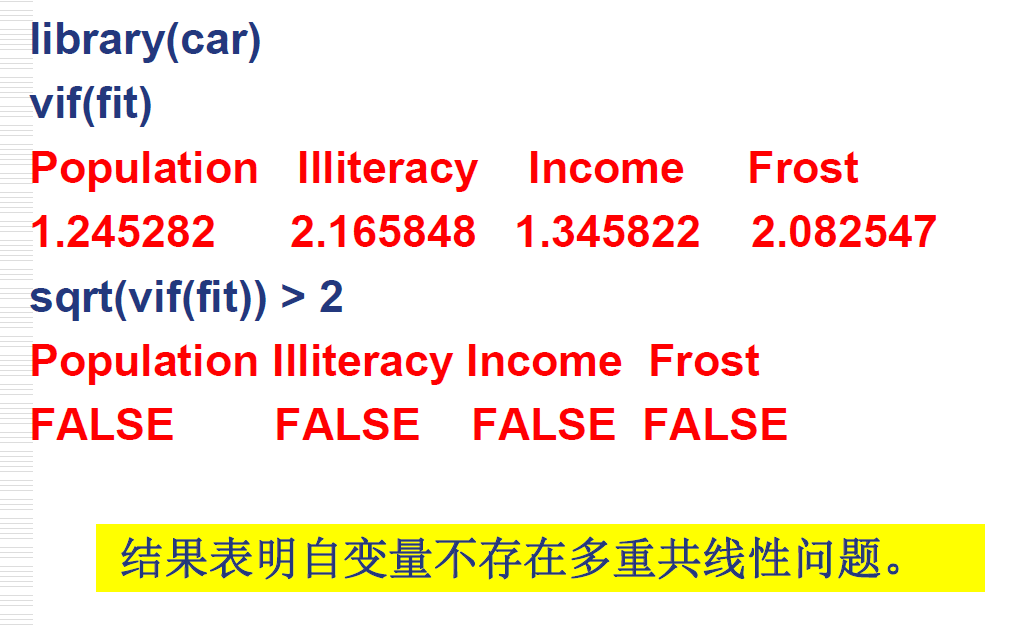 library(car)
vif(fit)
Population Illiteracy Income Frost
1.245282 2.165848 1.345822 2.082547
sqrt(vif(fit)) > 2
Population Illiteracy Income Frost
FALSE FALSE FALSE FALSE
结果表明自变量不存在多重共线性问题。